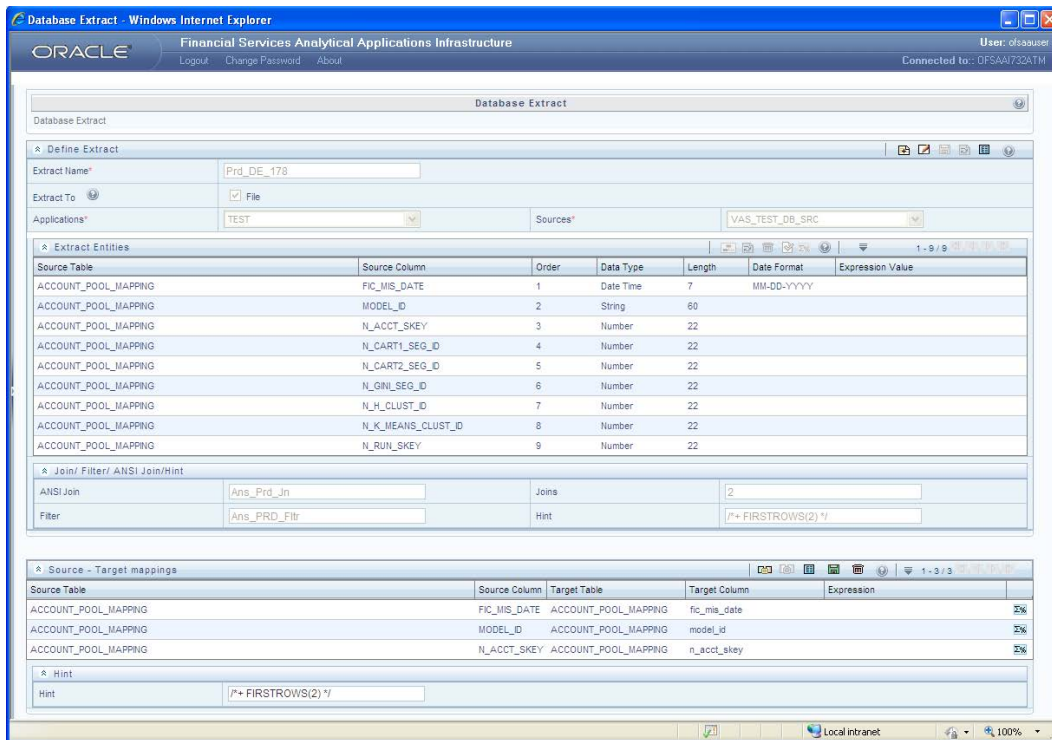 Database Extract - Windows Internet Explorer
ORACLE
Financial Services Analytical Applications Infrastructure
User: ofsaauser
Logout Change Password About
Connected to:: OFSAAI732ATM
Database Extract
Database Extract
Define Extract
Extract Name* Prd_DE_178
Extract To File
Applications* TEST Sources* VAS_TEST_DB_SRC
Extract Entities 1 - 9 / 9
Source Table Source Column Order Data Type Length Date Format Expression Value
ACCOUNT_POOL_MAPPING FIC_MIS_DATE 1 Date Time 7 MM-DD-YYYY
ACCOUNT_POOL_MAPPING MODEL_ID 2 String 60
ACCOUNT_POOL_MAPPING N_ACCT_SKEY 3 Number 22
ACCOUNT_POOL_MAPPING N_CART1_SEG_ID 4 Number 22
ACCOUNT_POOL_MAPPING N_CART2_SEG_ID 5 Number 22
ACCOUNT_POOL_MAPPING N_GINI_SEG_ID 6 Number 22
ACCOUNT_POOL_MAPPING N_H_CLUST_ID 7 Number 22
ACCOUNT_POOL_MAPPING N_K_MEANS_CLUST_ID 8 Number 22
ACCOUNT_POOL_MAPPING N_RUN_SKEY 9 Number 22
Join/ Filter/ ANSI Join/Hint
ANSI Join Ans_Prd_Jn Joins 2
Filter Ans_PRD_Fltr Hint /*+ FIRSTROWS(2) */
Source - Target mappings 1 - 3 / 3
Source Table Source Column Target Table Target Column Expression
ACCOUNT_POOL_MAPPING FIC_MIS_DATE ACCOUNT_POOL_MAPPING fic_mis_date
ACCOUNT_POOL_MAPPING MODEL_ID ACCOUNT_POOL_MAPPING model_id
ACCOUNT_POOL_MAPPING N_ACCT_SKEY ACCOUNT_POOL_MAPPING n_acct_skey
Hint
Hint /*+ FIRSTROWS(2) */
Local intranet 100%